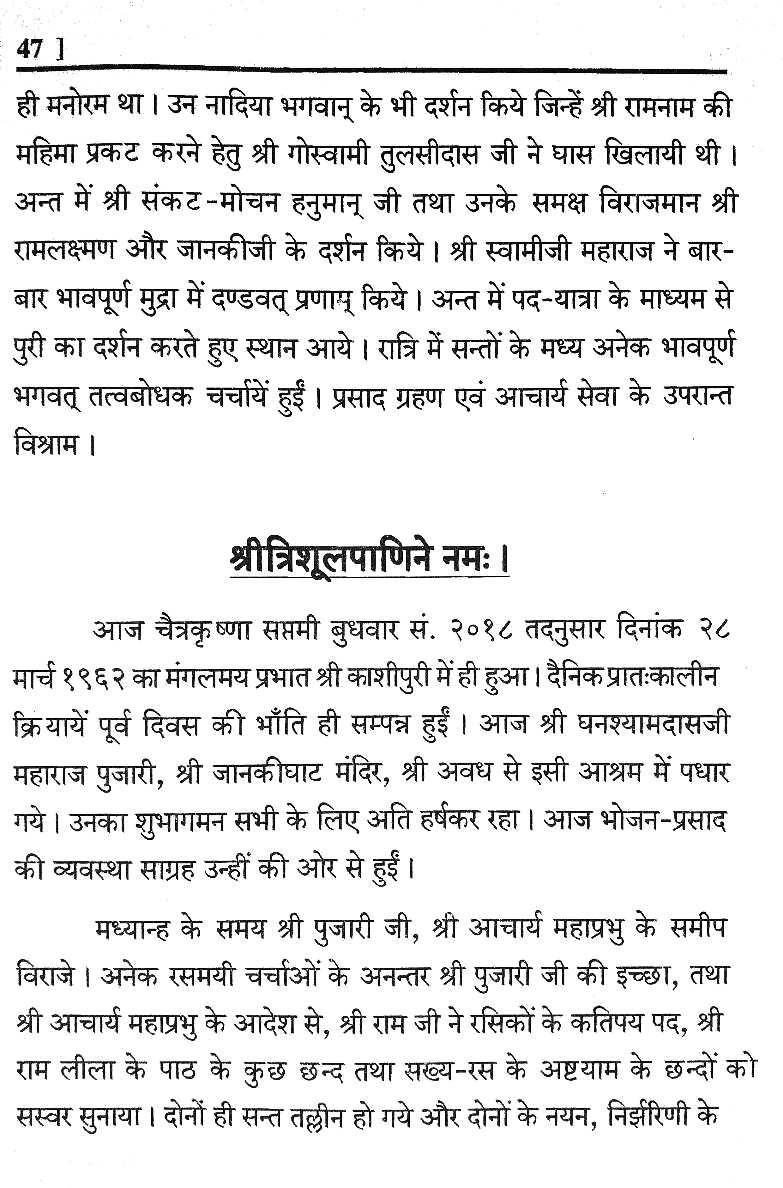 47 ]
ही मनोरम था । उन नादिया भगवान् के भी दर्शन किये जिन्हें श्री रामनाम की
महिमा प्रकट करने हेतु श्री गोस्वामी तुलसीदास जी ने घास खिलायी थी ।
अन्त में श्री संकट-मोचन हनुमान् जी तथा उनके समक्ष विराजमान श्री
रामलक्ष्मण और जानकीजी के दर्शन किये । श्री स्वामीजी महाराज ने बार-
बार भावपूर्ण मुद्रा में दण्डवत् प्रणाम् किये । अन्त में पद-यात्रा के माध्यम से
पुरी का दर्शन करते हुए स्थान आये । रात्रि में सन्तों के मध्य अनेक भावपूर्ण
भगवत् तत्वबोधक चर्चायें हुईं । प्रसाद ग्रहण एवं आचार्य सेवा के उपरान्त
विश्राम ।
श्रीत्रिशूलपाणिने नमः ।
आज चैत्रकृष्णा सप्तमी बुधवार सं. २०१८ तदनुसार दिनांक २८
मार्च १९६२ का मंगलमय प्रभात श्री काशीपुरी में ही हुआ । दैनिक प्रातःकालीन
क्रियायें पूर्व दिवस की भाँति ही सम्पन्न हुईं । आज श्री घनश्यामदासजी
महाराज पुजारी, श्री जानकीघाट मंदिर, श्री अवध से इसी आश्रम में पधार
गये । उनका शुभागमन सभी के लिए अति हर्षकर रहा । आज भोजन-प्रसाद
की व्यवस्था साग्रह उन्हीं की ओर से हुईं ।
मध्यान्ह के समय श्री पुजारी जी, श्री आचार्य महाप्रभु के समीप
विराजे । अनेक रसमयी चर्चाओं के अनन्तर श्री पुजारी जी की इच्छा, तथा
श्री आचार्य महाप्रभु के आदेश से, श्री राम जी ने रसिकों के कतिपय पद, श्री
राम लीला के पाठ के कुछ छन्द तथा सख्य-रस के अष्टयाम के छन्दों को
सस्वर सुनाया । दोनों ही सन्त तल्लीन हो गये और दोनों के नयन, निर्झरिणी के